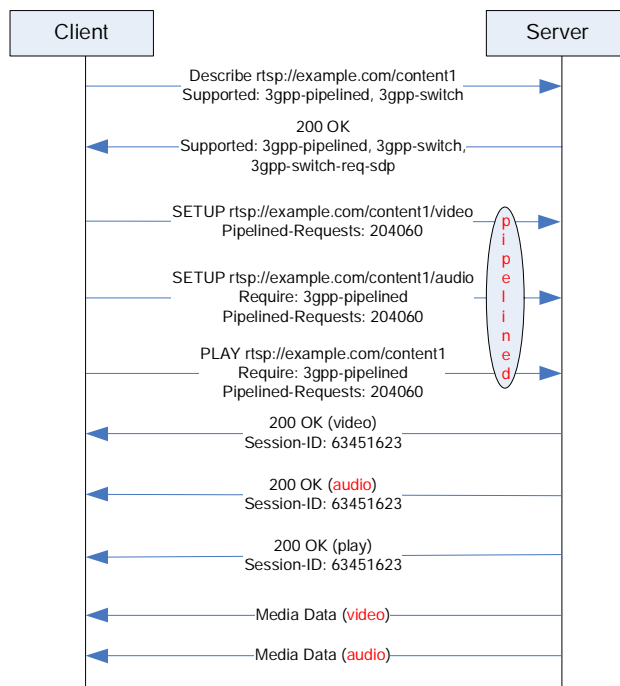 Client
Server
Describe rtsp://example.com/content1
Supported: 3gpp-pipelined, 3gpp-switch
200 OK
Supported: 3gpp-pipelined, 3gpp-switch,
3gpp-switch-req-sdp
SETUP rtsp://example.com/content1/video
Pipelined-Requests: 204060
SETUP rtsp://example.com/content1/audio
Require: 3gpp-pipelined
Pipelined-Requests: 204060
PLAY rtsp://example.com/content1
Require: 3gpp-pipelined
Pipelined-Requests: 204060
pipelined
200 OK (video)
Session-ID: 63451623
200 OK (audio)
Session-ID: 63451623
200 OK (play)
Session-ID: 63451623
Media Data (video)
Media Data (audio)